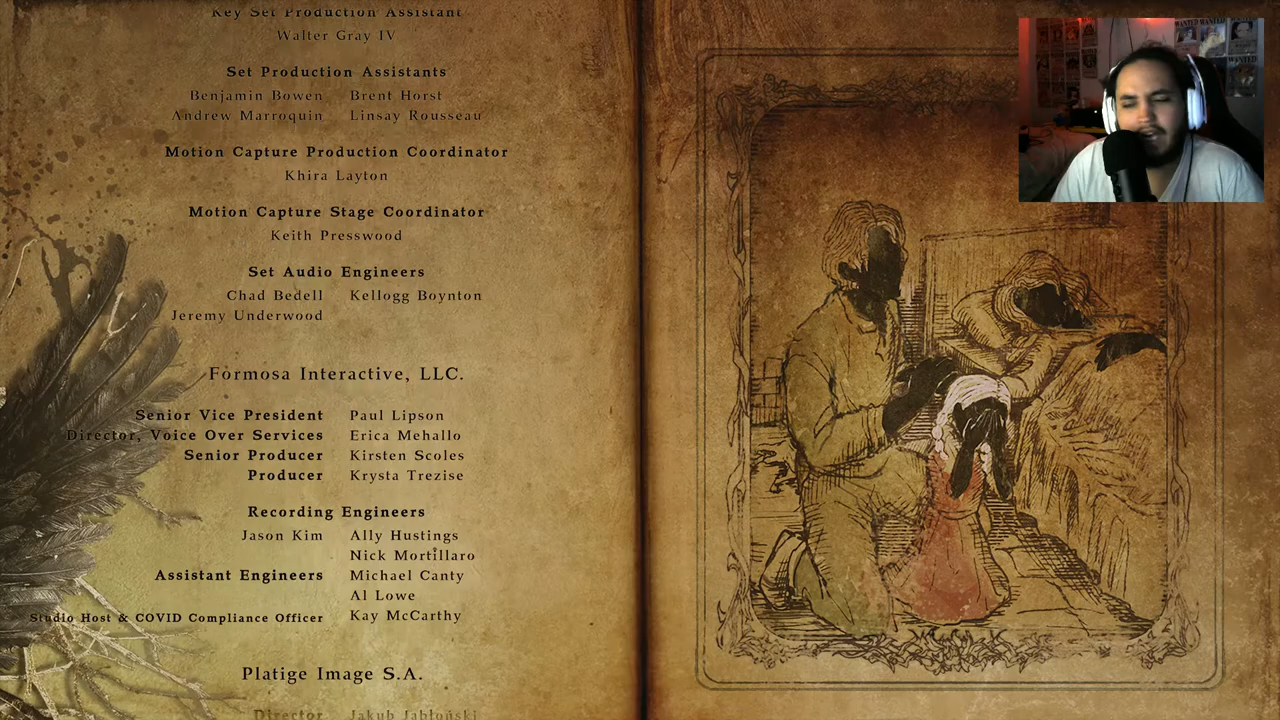 Key Set Production Assistant
Walter Gray IV
Set Production Assistants
Benjamin Bowen Brent Horst
Andrew Marroquin Linsay Rousseau
Motion Capture Production Coordinator
Khira Layton
Motion Capture Stage Coordinator
Keith Presswood
Set Audio Engineers
Chad Bedell Kellogg Boynton
Jeremy Underwood
Formosa Interactive, LLC.
Senior Vice President Paul Lipson
Director, Voice Over Services Erica Mehallo
Senior Producer Kirsten Scoles
Producer Krysta Trezise
Recording Engineers
Jason Kim Ally Hustings
Nick Mortillaro
Assistant Engineers Michael Canty
Al Lowe
Studio Host & COVID Compliance Officer Kay McCarthy
Platige Image S.A.
Director Jakub Jabłoński
WANTED WANTED